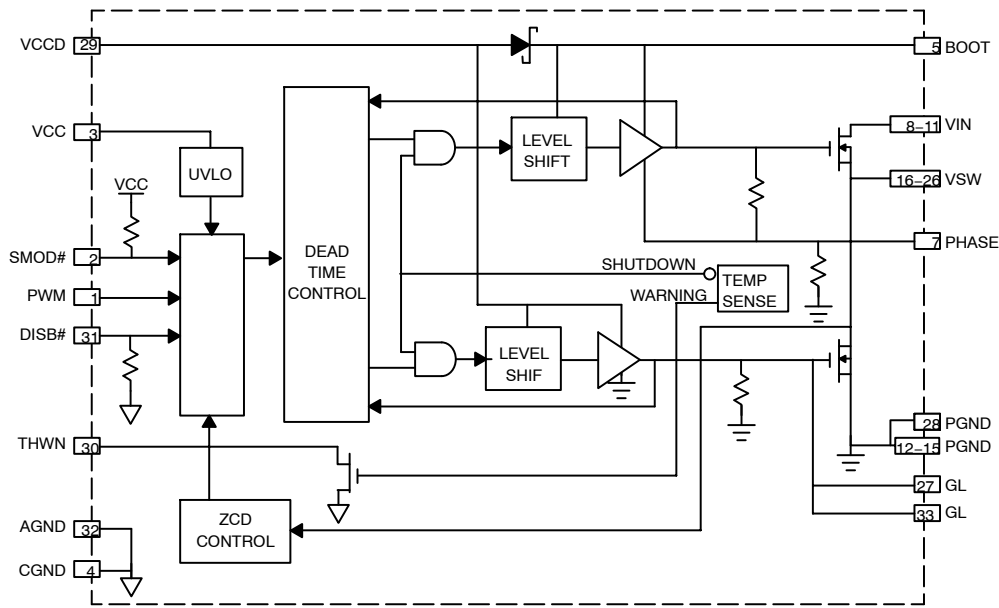 VCCD 29
5 BOOT
VCC 3
8−11 VIN
LEVEL
SHIFT
UVLO
VCC
16−26 VSW
DEAD
TIME
CONTROL
7 PHASE
SMOD# 2
SHUTDOWN
TEMP
SENSE
WARNING
PWM 1
DISB# 31
LEVEL
SHIF
28 PGND
THWN 30
12−15 PGND
27 GL
33 GL
ZCD
CONTROL
AGND 32
CGND 4